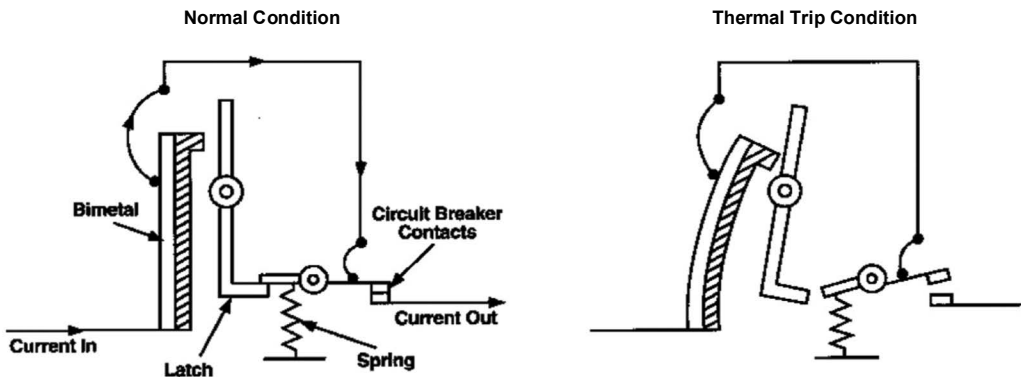 Normal Condition
Thermal Trip Condition
Bimetal
Circuit Breaker
Contacts
Current In
Latch
Spring
Current Out